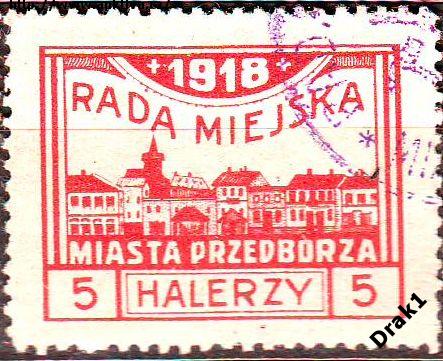 +1918+
RADA MIEJSKA
MIASTA PRZEDBORZA
5 HALERZY 5
Drak1